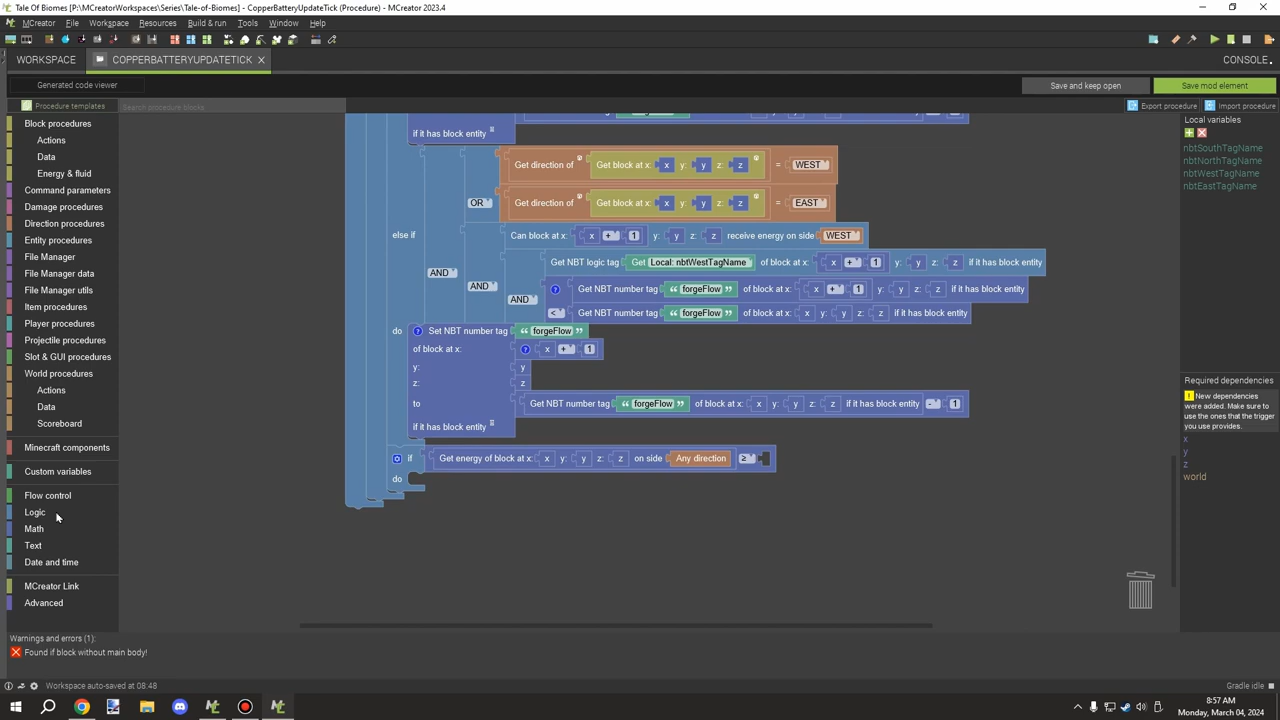 Tale Of Biomes [P:\MCreatorWorkspaces\Series\Tale-of-Biomes] - CopperBatteryUpdateTick (Procedure) - MCreator 2023.4
MCreator File Workspace Resources Build & run Tools Window Help
WORKSPACE COPPERBATTERYUPDATETICK CONSOLE
Generated code viewer Save and keep open Save mod element
Procedure templates Search procedure blocks Export procedure Import procedure
Block procedures
Actions
Data
Energy & fluid
Command parameters
Damage procedures
Direction procedures
Entity procedures
File Manager
File Manager data
File Manager utils
Item procedures
Player procedures
Projectile procedures
Slot & GUI procedures
World procedures
Actions
Data
Scoreboard
Minecraft components
Custom variables
Flow control
Logic
Math
Text
Date and time
MCreator Link
Advanced
if it has block entity
Get direction of Get block at x: x y: y z: z = WEST
OR Get direction of Get block at x: x y: y z: z = EAST
else if Can block at x: x + 1 y: y z: z receive energy on side WEST
AND Get NBT logic tag Get Local: nbtWestTagName of block at x: x + 1 y: y z: z if it has block entity
AND Get NBT number tag “ forgeFlow ” of block at x: x + 1 y: y z: z if it has block entity
AND < Get NBT number tag “ forgeFlow ” of block at x: x y: y z: z if it has block entity
do Set NBT number tag “ forgeFlow ”
of block at x: x + 1
y: y
z: z
to Get NBT number tag “ forgeFlow ” of block at x: x y: y z: z if it has block entity - 1
if it has block entity
if Get energy of block at x: x y: y z: z on side Any direction ≥
do
Local variables
nbtSouthTagName
nbtNorthTagName
nbtWestTagName
nbtEastTagName
Required dependencies
New dependencies were added. Make sure to use the ones that the trigger you use provides.
x
y
z
world
Warnings and errors (1):
Found if block without main body!
Workspace auto-saved at 08:48 Gradle idle
8:57 AM
Monday, March 04, 2024